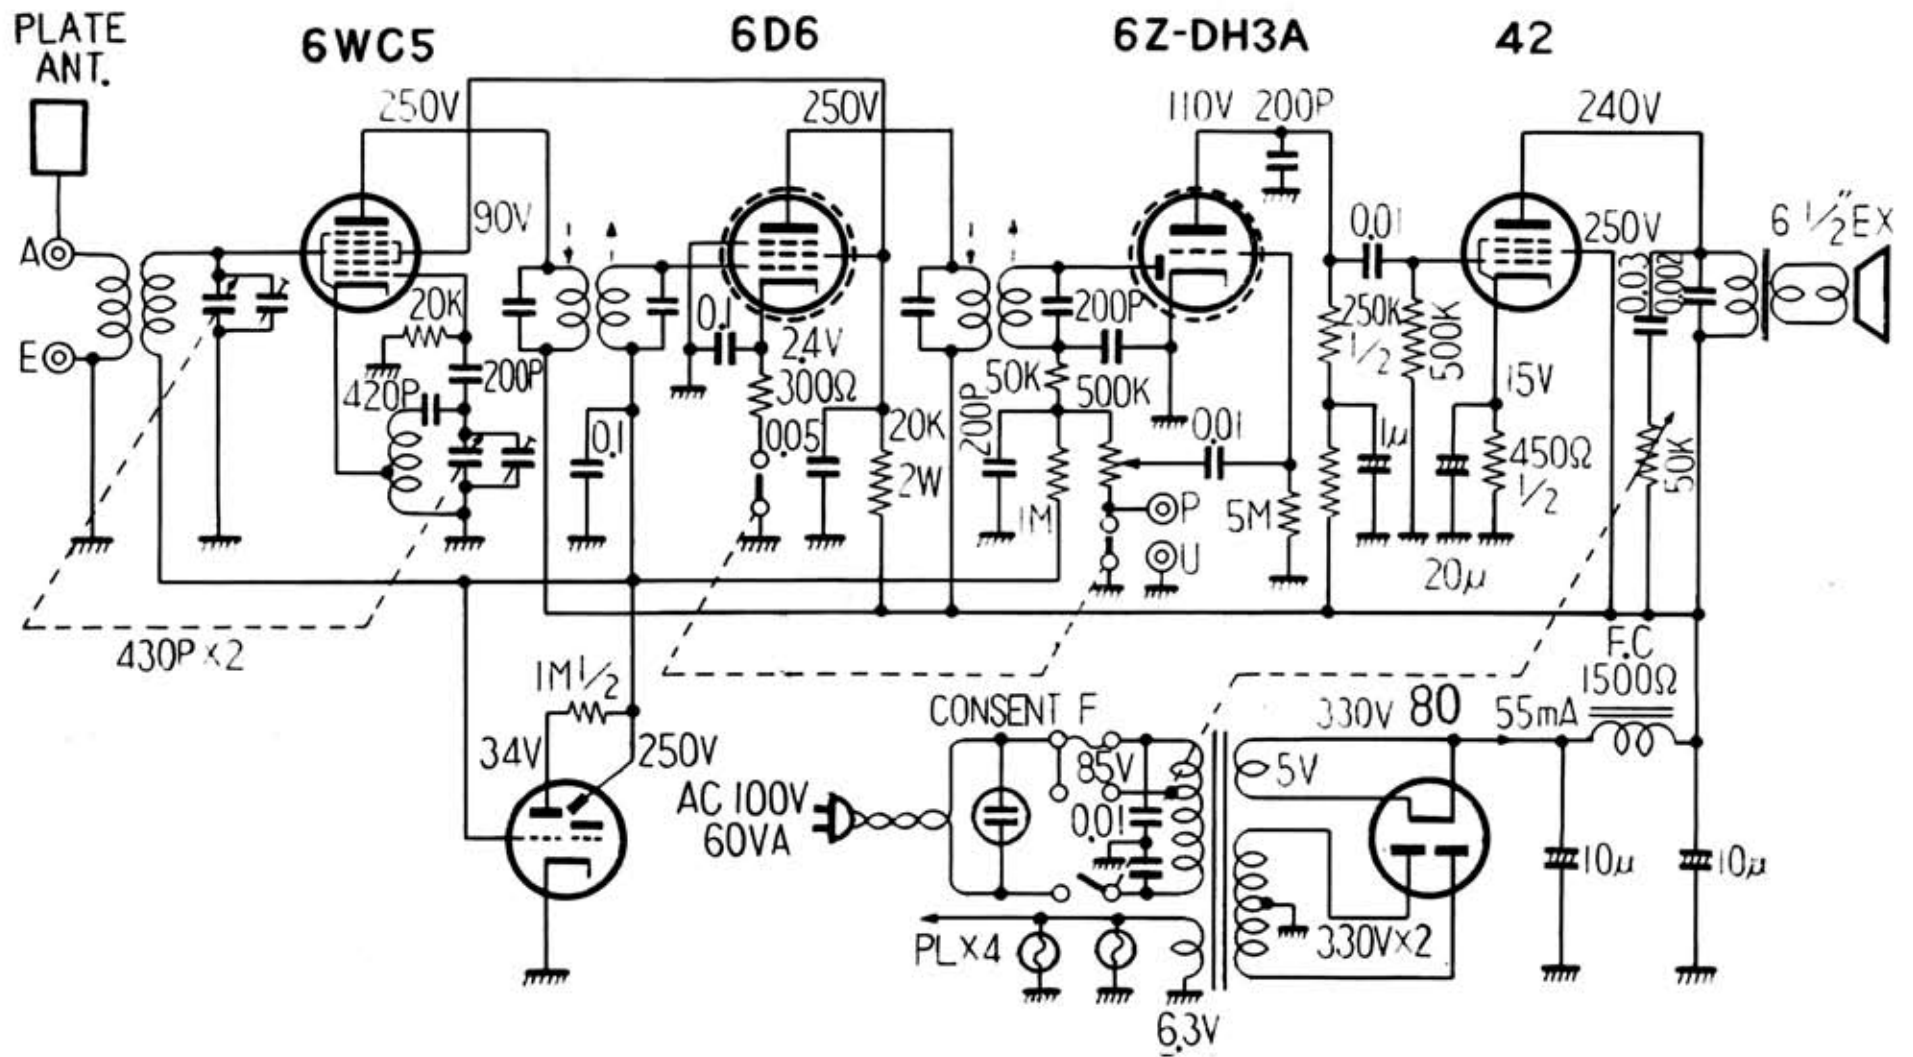 PLATE
ANT.
6WC5
6D6
6Z-DH3A
42
250V
250V
110V
200P
240V
90V
A
0.01
250V
6 1/2" EX
20K
0.1
200P
250K
1/2
500K
0.03
0.002
E
2.4V
300Ω
50K
500K
15V
420P
200P
0.1
0.05
20K
2W
200P
0.01
1μ
450Ω
1/2
50K
1M
P
5M
U
20μ
430P×2
F.C
1500Ω
1M 1/2
CONSENT F
330V
80
55mA
34V
250V
85V
5V
AC 100V
60VA
0.01
10μ
10μ
PL×4
330V×2
6.3V